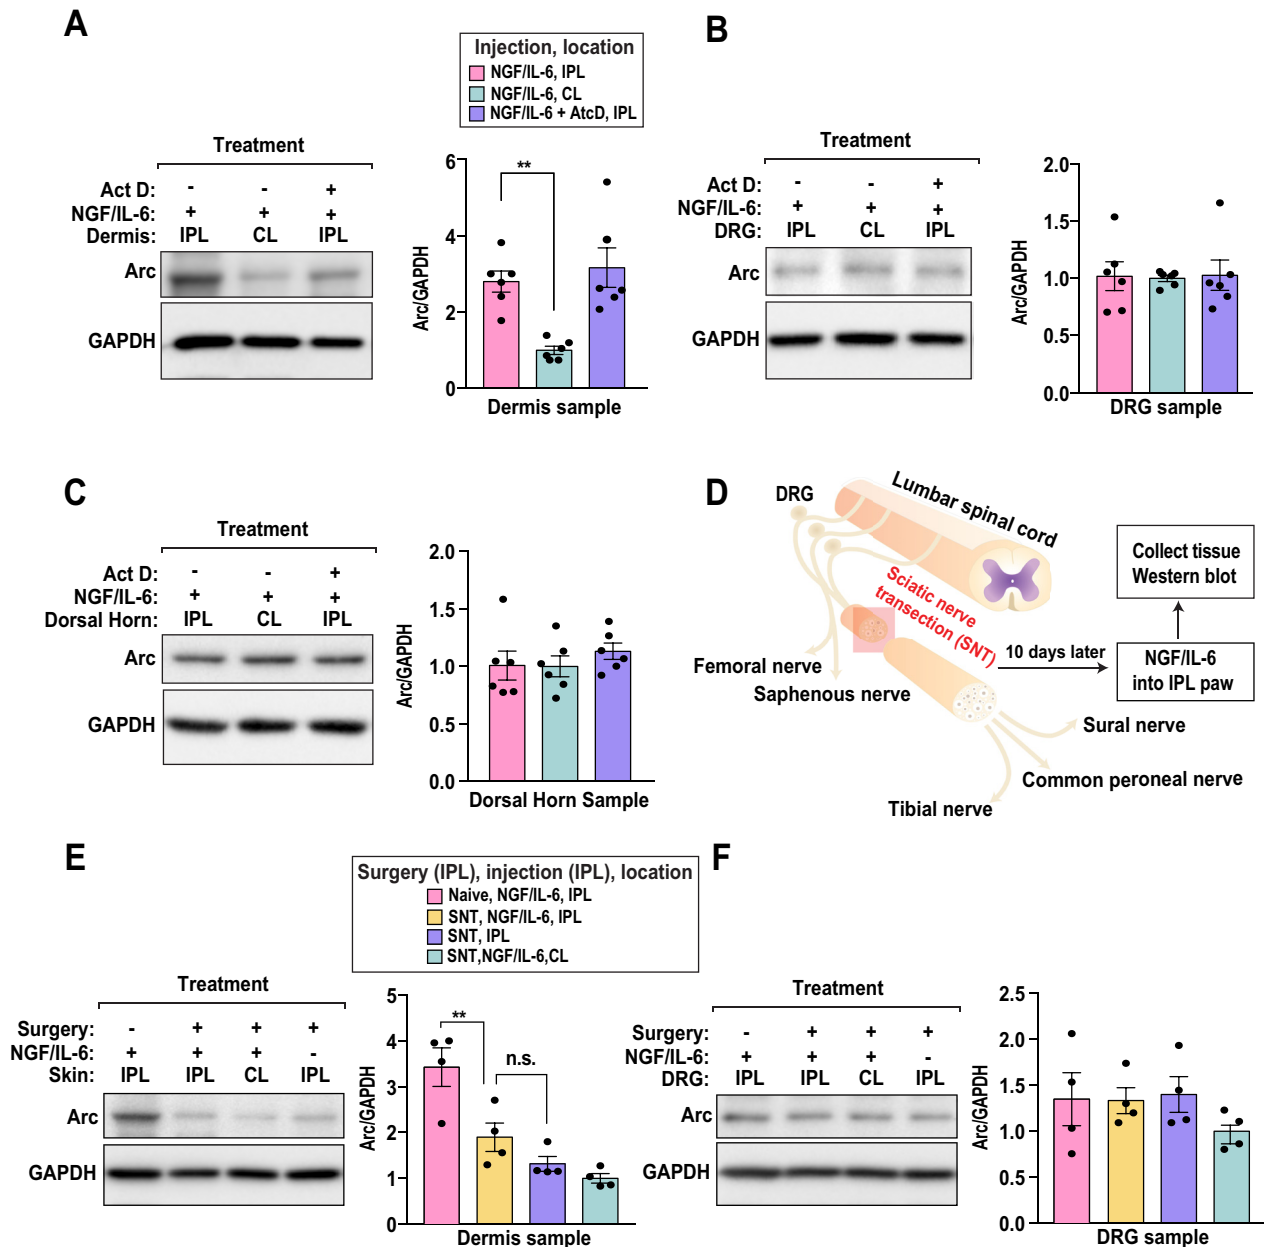 A
Injection, location
NGF/IL-6, IPL
NGF/IL-6, CL
NGF/IL-6 + AtcD, IPL
Treatment
Act D: - - +
NGF/IL-6: + + +
Dermis: IPL CL IPL
Arc
GAPDH
Arc/GAPDH
6
4
2
0
**
Dermis sample
B
Treatment
Act D: - - +
NGF/IL-6: + + +
DRG: IPL CL IPL
Arc
GAPDH
Arc/GAPDH
2.0
1.5
1.0
0.5
0.0
DRG sample
C
Treatment
Act D: - - +
NGF/IL-6: + + +
Dorsal Horn: IPL CL IPL
Arc
GAPDH
Arc/GAPDH
2.0
1.5
1.0
0.5
0.0
Dorsal Horn Sample
D
DRG
Lumbar spinal cord
Sciatic nerve
transection (SNT)
Femoral nerve
Saphenous nerve
10 days later
Collect tissue
Western blot
NGF/IL-6
into IPL paw
Sural nerve
Common peroneal nerve
Tibial nerve
E
Surgery (IPL), injection (IPL), location
Naive, NGF/IL-6, IPL
SNT, NGF/IL-6, IPL
SNT, IPL
SNT,NGF/IL-6,CL
Treatment
Surgery: - + + +
NGF/IL-6: + + + -
Skin: IPL IPL CL IPL
Arc
GAPDH
Arc/GAPDH
5
4
3
2
1
0
**
n.s.
Dermis sample
F
Treatment
Surgery: - + + +
NGF/IL-6: + + + -
DRG: IPL IPL CL IPL
Arc
GAPDH
Arc/GAPDH
2.5
2.0
1.5
1.0
0.5
0.0
DRG sample